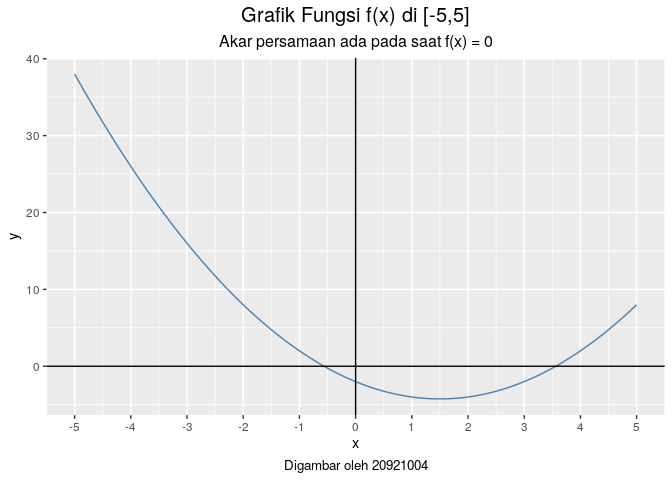 Grafik Fungsi f(x) di [-5,5]
Akar persamaan ada pada saat f(x) = 0
40
30
20
10
0
y
-5 -4 -3 -2 -1 0 1 2 3 4 5
x
Digambar oleh 20921004